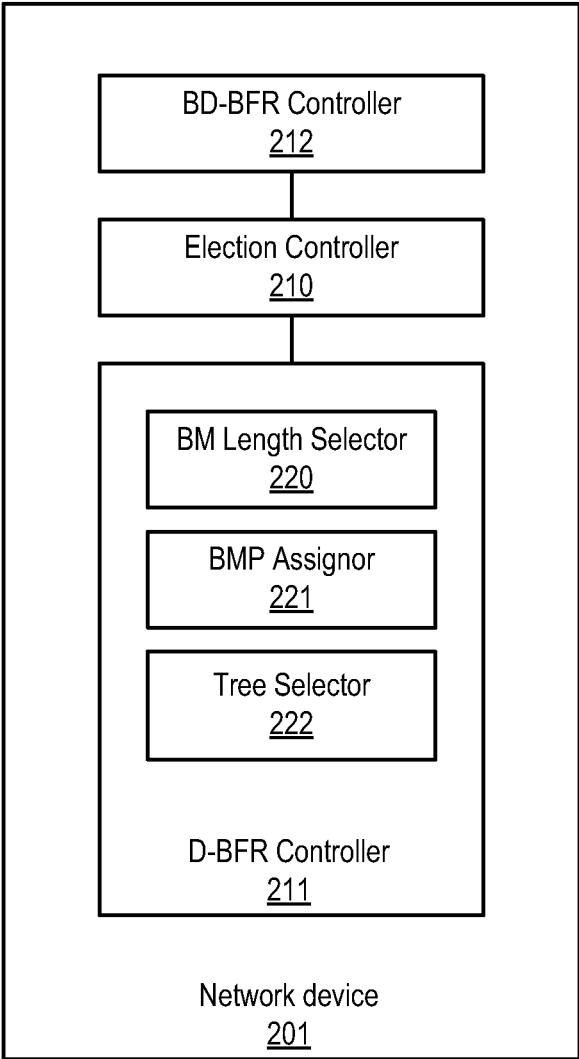 BD-BFR Controller
212
Election Controller
210
BM Length Selector
220
BMP Assignor
221
Tree Selector
222
D-BFR Controller
211
Network device
201